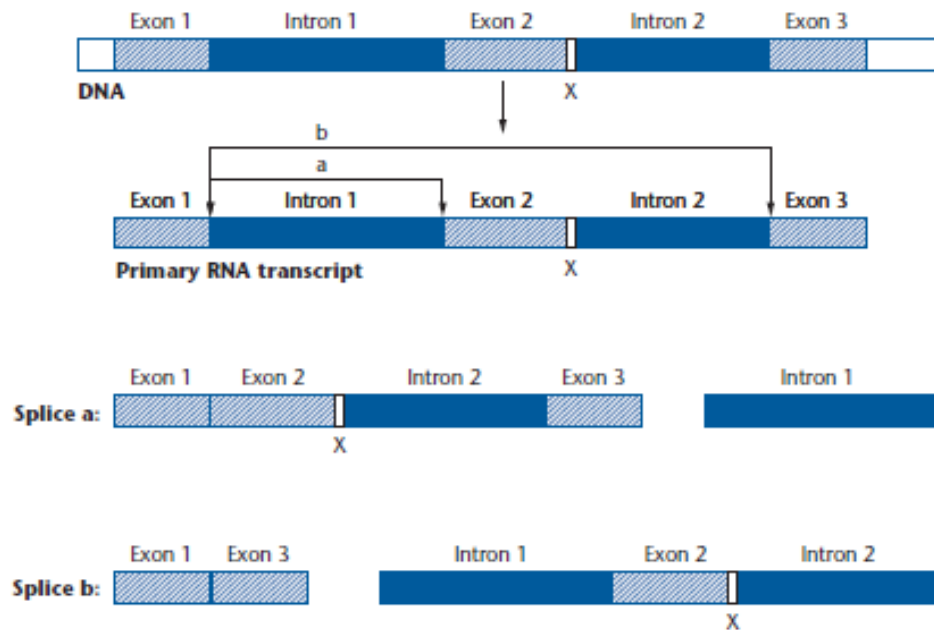 Exon 1 Intron 1 Exon 2 Intron 2 Exon 3
DNA X
b
a
Exon 1 Intron 1 Exon 2 Intron 2 Exon 3
Primary RNA transcript X
Exon 1 Exon 2 Intron 2 Exon 3 Intron 1
Splice a:
X
Exon 1 Exon 3 Intron 1 Exon 2 Intron 2
Splice b:
X